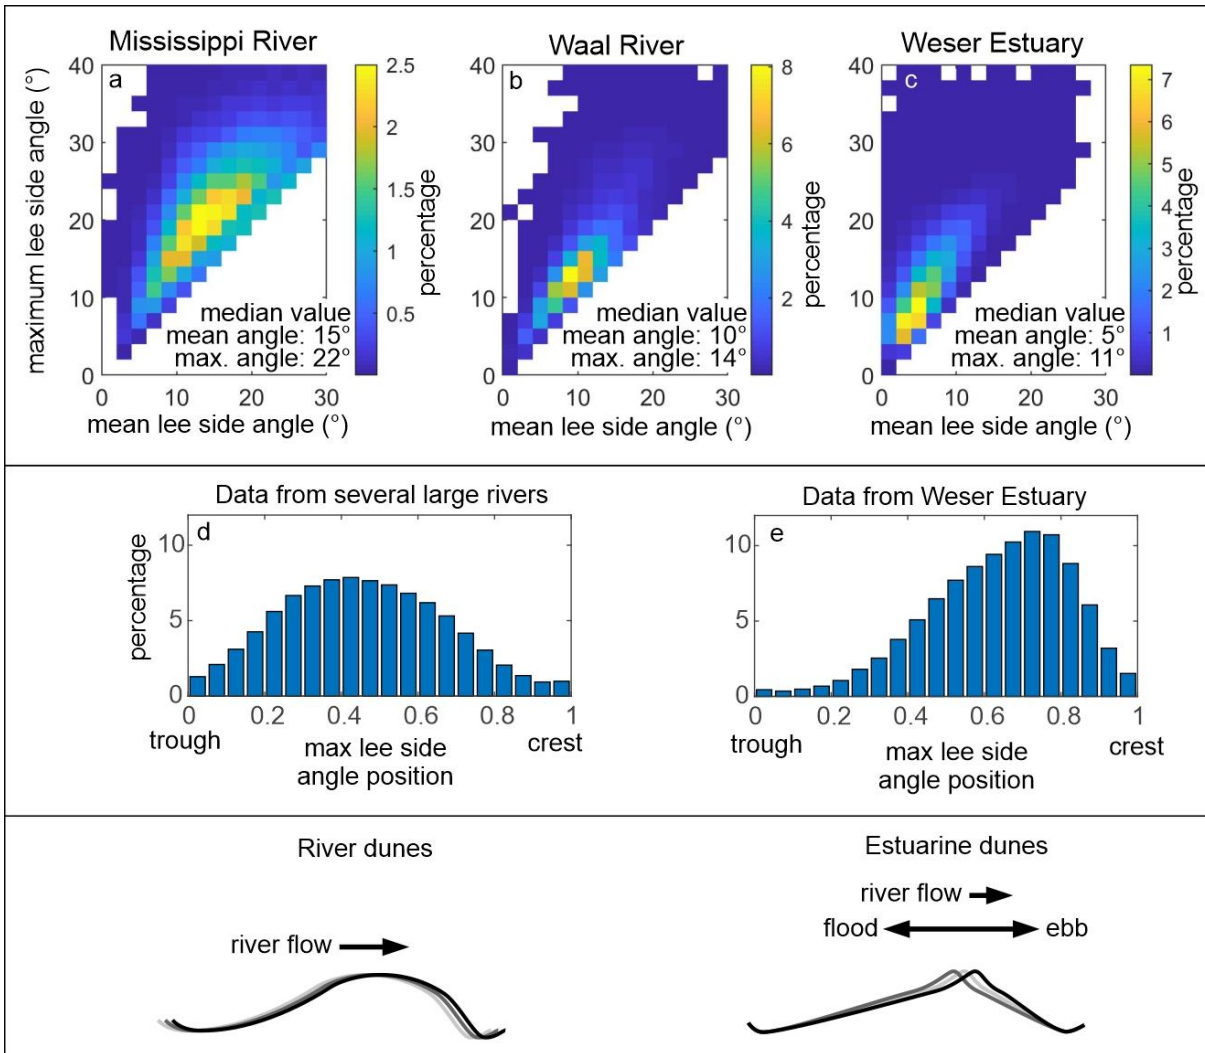 Mississippi River
Waal River
Weser Estuary
maximum lee side angle (°)
a
40
30
20
10
0
median value
mean angle: 15°
max. angle: 22°
0 10 20 30
mean lee side angle (°)
2.5
2
1.5
1
0.5
percentage
b
40
30
20
10
0
median value
mean angle: 10°
max. angle: 14°
0 10 20 30
mean lee side angle (°)
8
6
4
2
percentage
c
40
30
20
10
0
median value
mean angle: 5°
max. angle: 11°
0 10 20 30
mean lee side angle (°)
7
6
5
4
3
2
1
percentage
Data from several large rivers
d
percentage
10
5
0
0 0.2 0.4 0.6 0.8 1
trough
crest
max lee side
angle position
Data from Weser Estuary
e
10
5
0
0 0.2 0.4 0.6 0.8 1
trough
crest
max lee side
angle position
River dunes
river flow
Estuarine dunes
river flow
flood
ebb